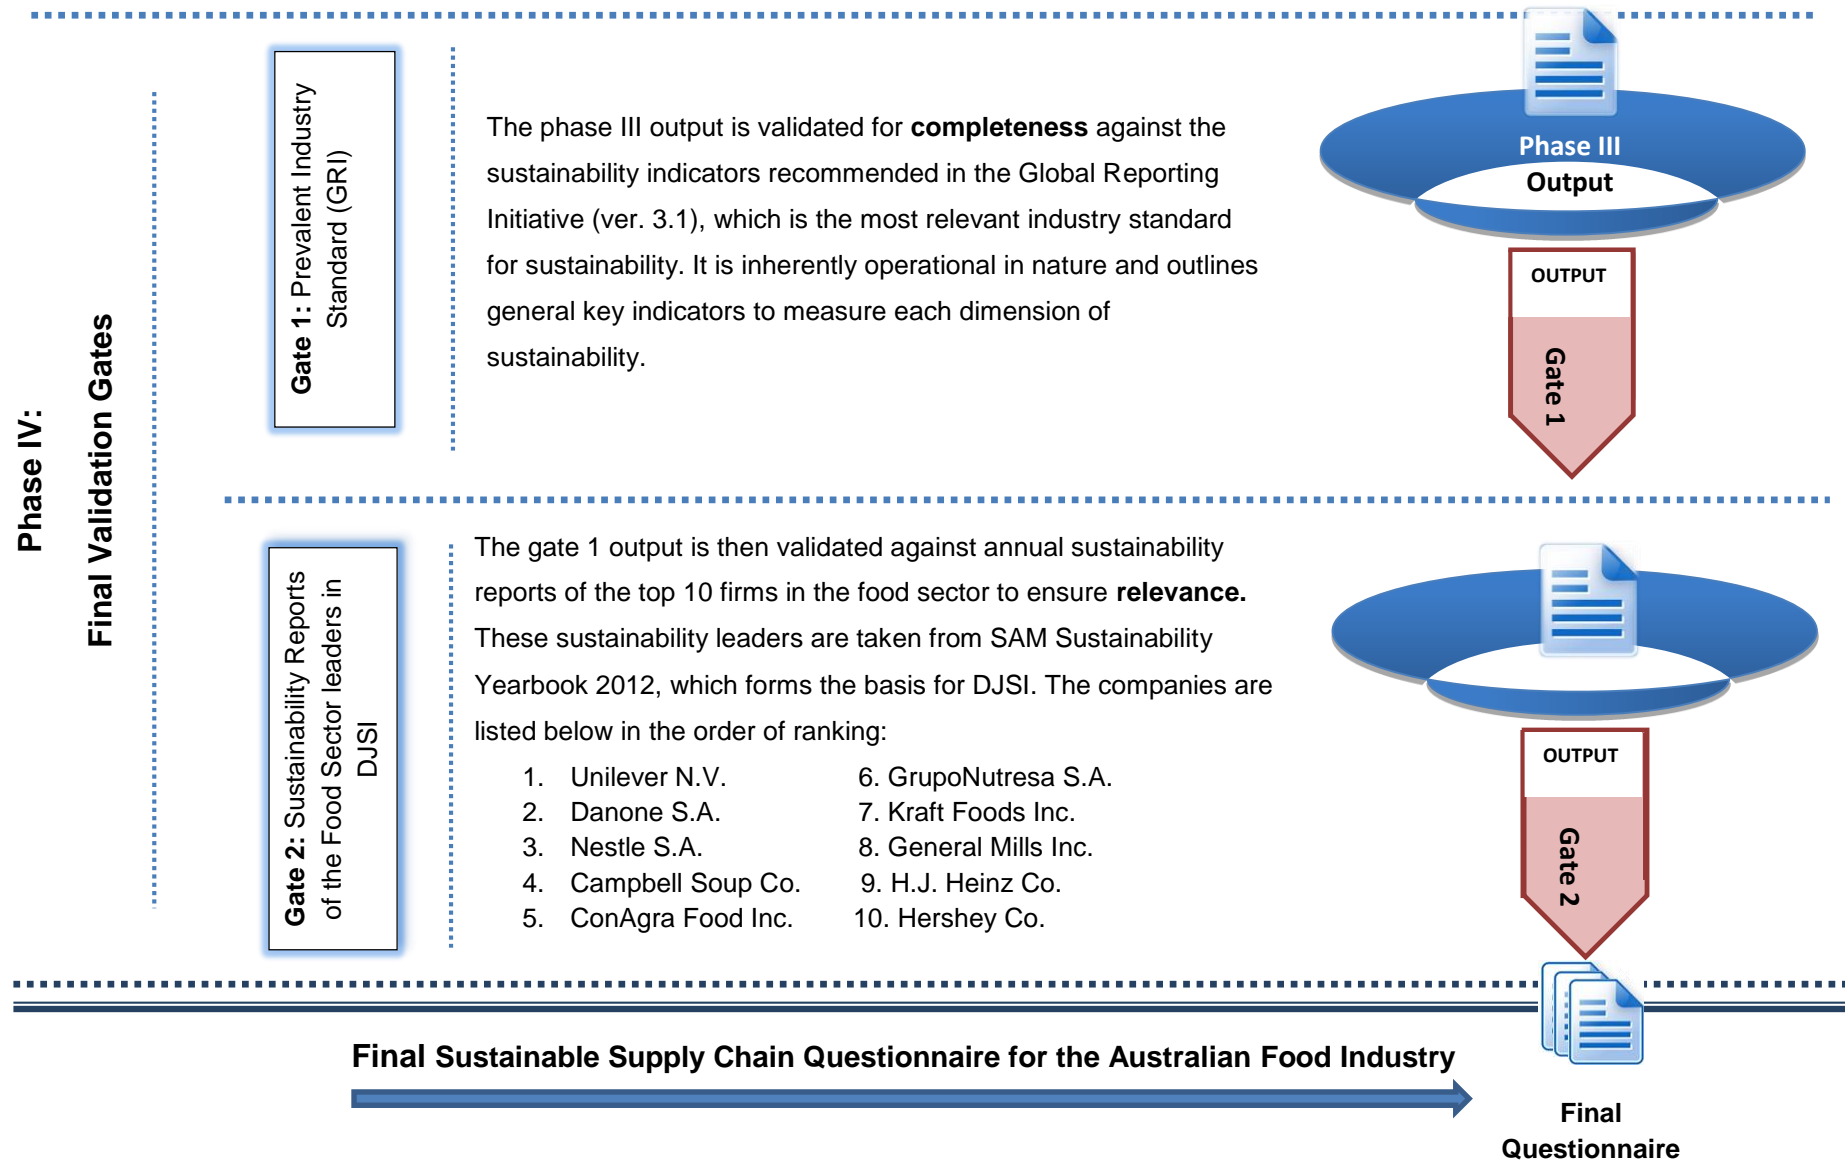 Phase IV:
Final Validation Gates
Gate 1: Prevalent Industry
Standard (GRI)
The phase III output is validated for completeness against the
sustainability indicators recommended in the Global Reporting
Initiative (ver. 3.1), which is the most relevant industry standard
for sustainability. It is inherently operational in nature and outlines
general key indicators to measure each dimension of
sustainability.
Phase III
Output
OUTPUT
Gate 1
Gate 2: Sustainability Reports
of the Food Sector leaders in
DJSI
The gate 1 output is then validated against annual sustainability
reports of the top 10 firms in the food sector to ensure relevance.
These sustainability leaders are taken from SAM Sustainability
Yearbook 2012, which forms the basis for DJSI. The companies are
listed below in the order of ranking:
1. Unilever N.V.
2. Danone S.A.
3. Nestle S.A.
4. Campbell Soup Co.
5. ConAgra Food Inc.
6. GrupoNutresa S.A.
7. Kraft Foods Inc.
8. General Mills Inc.
9. H.J. Heinz Co.
10. Hershey Co.
OUTPUT
Gate 2
Final Sustainable Supply Chain Questionnaire for the Australian Food Industry
Final
Questionnaire